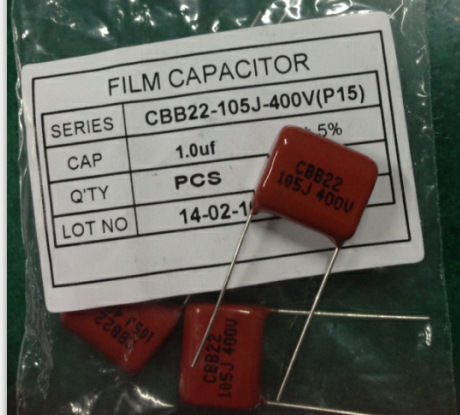 FILM CAPACITOR
SERIES CBB22-105J-400V(P15)
CAP 1.0uf 5%
Q'TY PCS
LOT NO 14-02-1
CBB22
105J 400V
CBB22
105J 4
CBB22
105J 400V